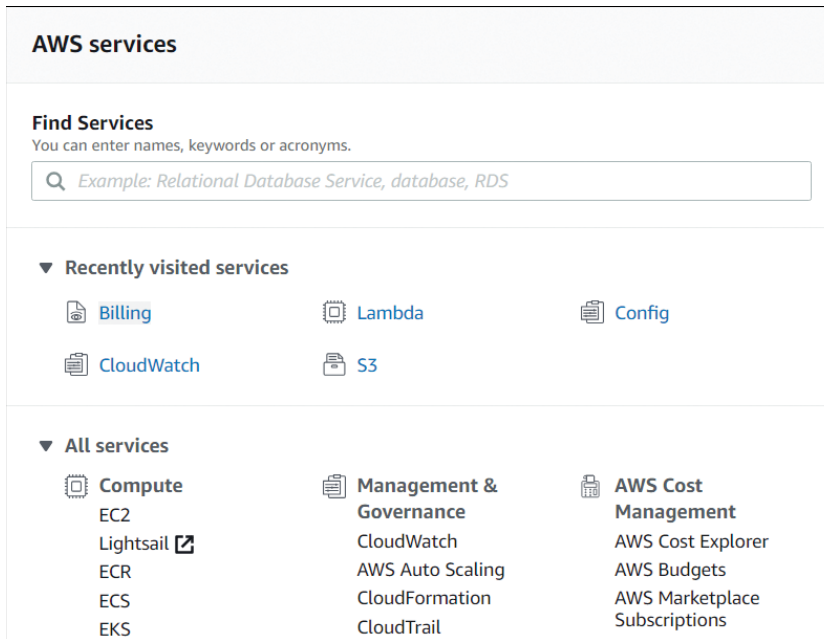 AWS services
Find Services
You can enter names, keywords or acronyms.
Example: Relational Database Service, database, RDS
Recently visited services
Billing
Lambda
Config
CloudWatch
S3
All services
Compute
EC2
Lightsail
ECR
ECS
EKS
Management &
Governance
CloudWatch
AWS Auto Scaling
CloudFormation
CloudTrail
AWS Cost
Management
AWS Cost Explorer
AWS Budgets
AWS Marketplace
Subscriptions